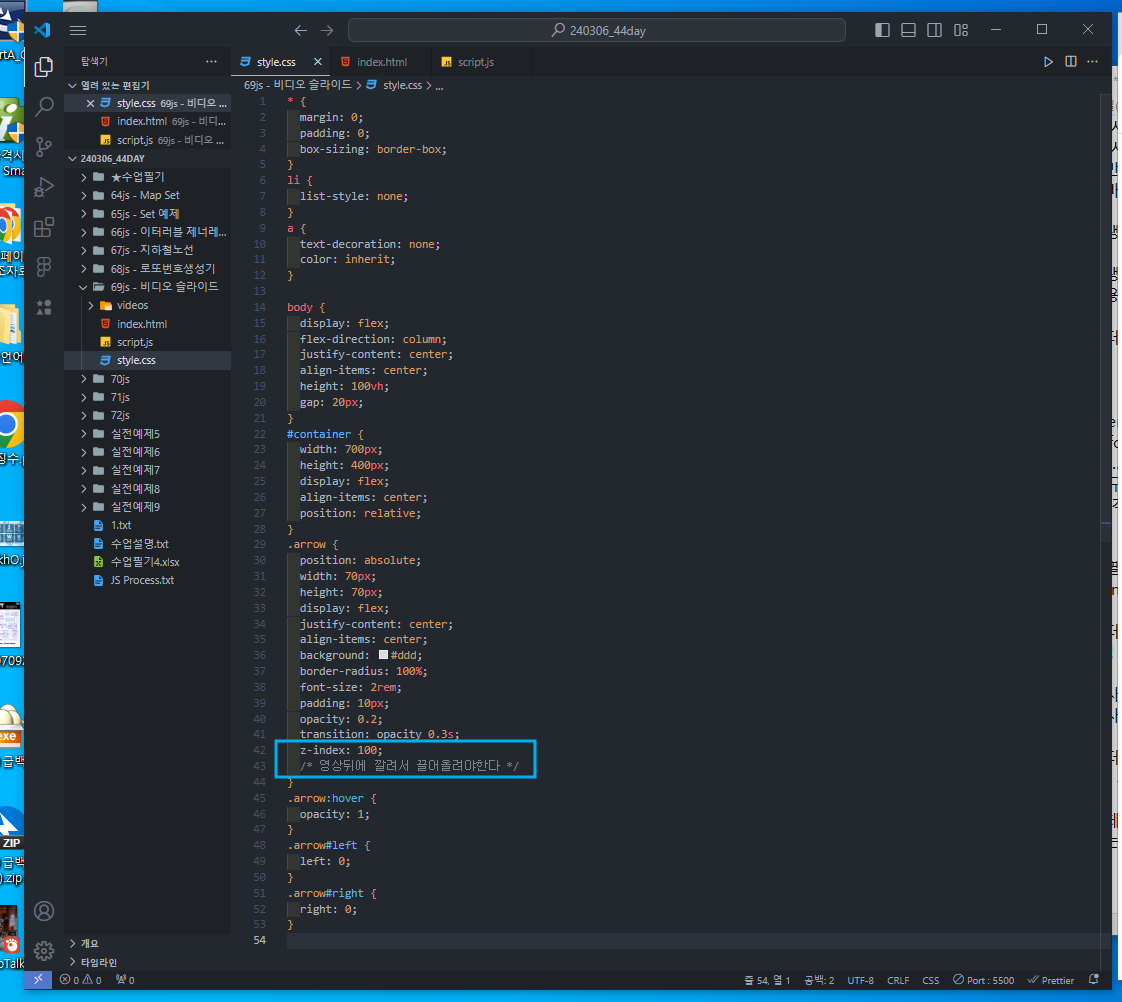 240306_44day
탐색기
···
style.css
index.html
script.js
열려 있는 편집기
style.css 69js - 비디오 ...
index.html 69js - 비디...
script.js 69js - 비디오 ...
240306_44DAY
★수업필기
64js - Map Set
65js - Set 예제
66js - 이터러블 제너레...
67js - 지하철노선
68js - 로또번호생성기
69js - 비디오 슬라이드
videos
index.html
script.js
style.css
70js
71js
72js
실전예제5
실전예제6
실전예제7
실전예제8
실전예제9
1.txt
수업설명.txt
수업필기4.xlsx
JS Process.txt
개요
타임라인
69js - 비디오 슬라이드 > style.css > ...
1 * {
2 margin: 0;
3 padding: 0;
4 box-sizing: border-box;
5 }
6 li {
7 list-style: none;
8 }
9 a {
10 text-decoration: none;
11 color: inherit;
12 }
13
14 body {
15 display: flex;
16 flex-direction: column;
17 justify-content: center;
18 align-items: center;
19 height: 100vh;
20 gap: 20px;
21 }
22 #container {
23 width: 700px;
24 height: 400px;
25 display: flex;
26 align-items: center;
27 position: relative;
28 }
29 .arrow {
30 position: absolute;
31 width: 70px;
32 height: 70px;
33 display: flex;
34 justify-content: center;
35 align-items: center;
36 background: #ddd;
37 border-radius: 100%;
38 font-size: 2rem;
39 padding: 10px;
40 opacity: 0.2;
41 transition: opacity 0.3s;
42 z-index: 100;
43 /* 영상뒤에 깔려서 끌어올려야한다 */
44 }
45 .arrow:hover {
46 opacity: 1;
47 }
48 .arrow#left {
49 left: 0;
50 }
51 .arrow#right {
52 right: 0;
53 }
54
0 0 0
줄 54, 열 1
공백: 2
UTF-8
CRLF
CSS
Port : 5500
Prettier
ZIP